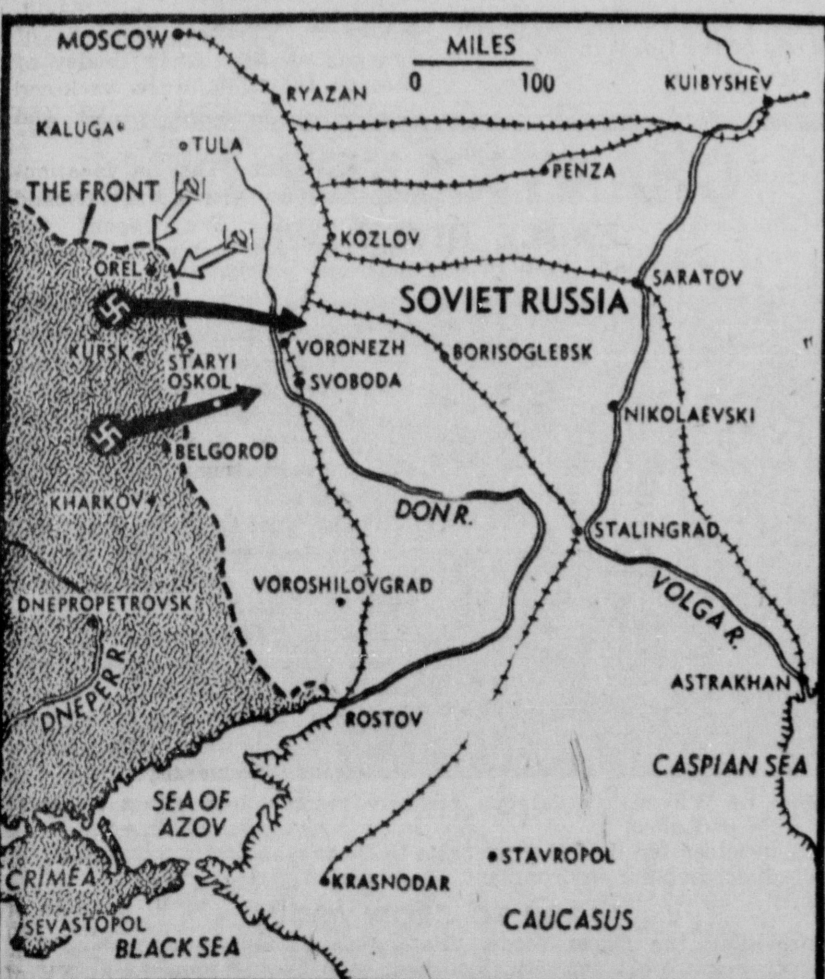 MOSCOW
MILES
0 100
RYAZAN
KUIBYSHEV
KALUGA
TULA
PENZA
THE FRONT
KOZLOV
OREL
SARATOV
SOVIET RUSSIA
KURSK
STARYI
OSKOL
VORONEZH
BORISOGLEBSK
SVOBODA
NIKOLAEVSKI
BELGOROD
KHARKOV
DON R.
STALINGRAD
VOROSHILOVGRAD
DNEPROPETROVSK
VOLGA R.
DNEPER R.
ASTRAKHAN
ROSTOV
CASPIAN SEA
SEA OF
AZOV
STAVROPOL
CRIMEA
KRASNODAR
CAUCASUS
SEVASTOPOL
BLACK SEA